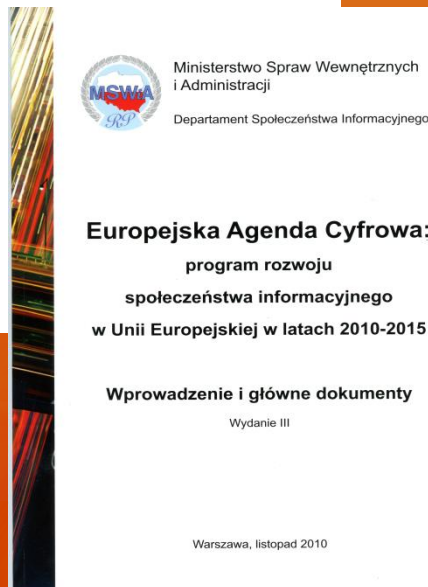 MSWiA
RP
Ministerstwo Spraw Wewnętrznych
i Administracji
Departament Społeczeństwa Informacyjnego
Europejska Agenda Cyfrowa:
program rozwoju
społeczeństwa informacyjnego
w Unii Europejskiej w latach 2010-2015
Wprowadzenie i główne dokumenty
Wydanie III
Warszawa, listopad 2010